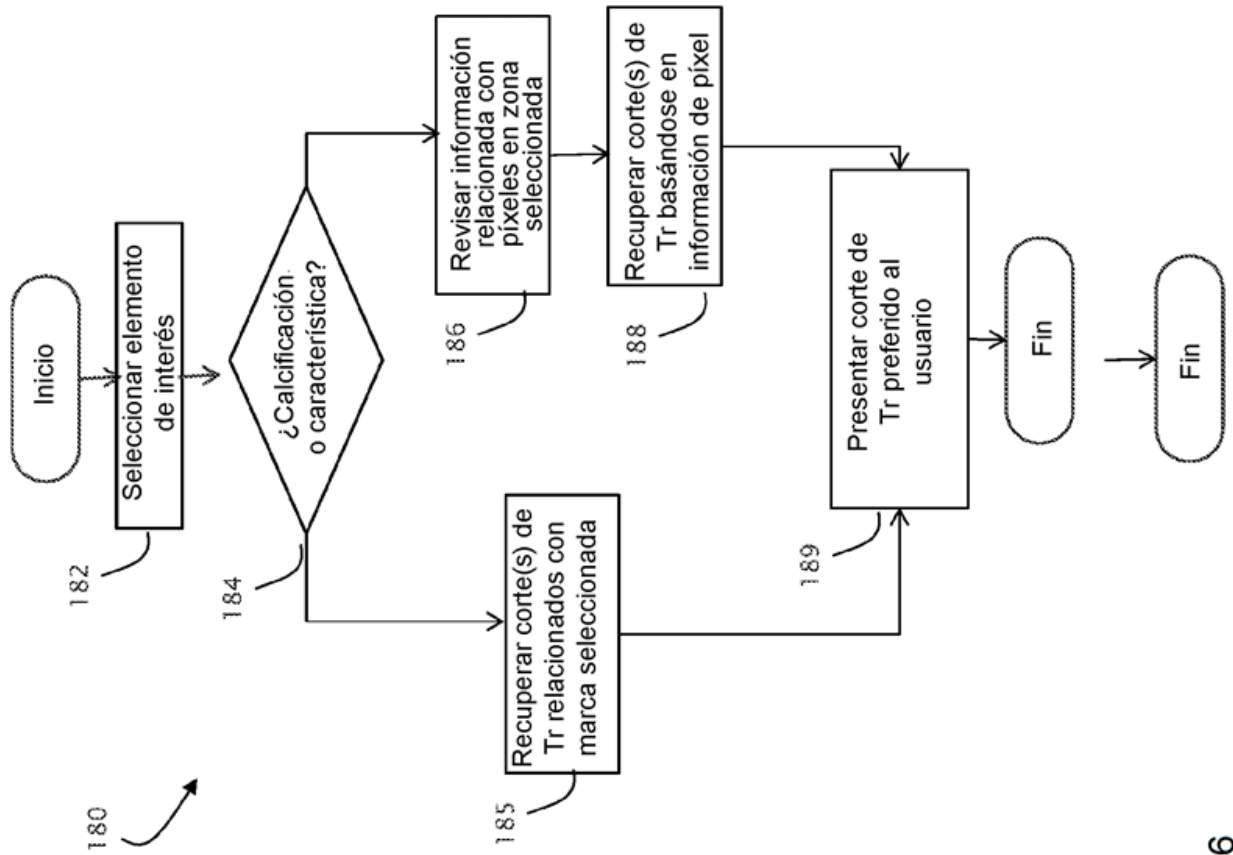 180
Inicio
Seleccionar elemento
de interés
182
¿Calcificación
o característica?
184
Recuperar corte(s) de
Tr relacionados con
marca seleccionada
185
Revisar información
relacionada con
píxeles en zona
seleccionada
186
Recuperar corte(s) de
Tr basándose en
información de píxel
188
Presentar corte de
Tr preferido al
usuario
189
Fin
Fin
6